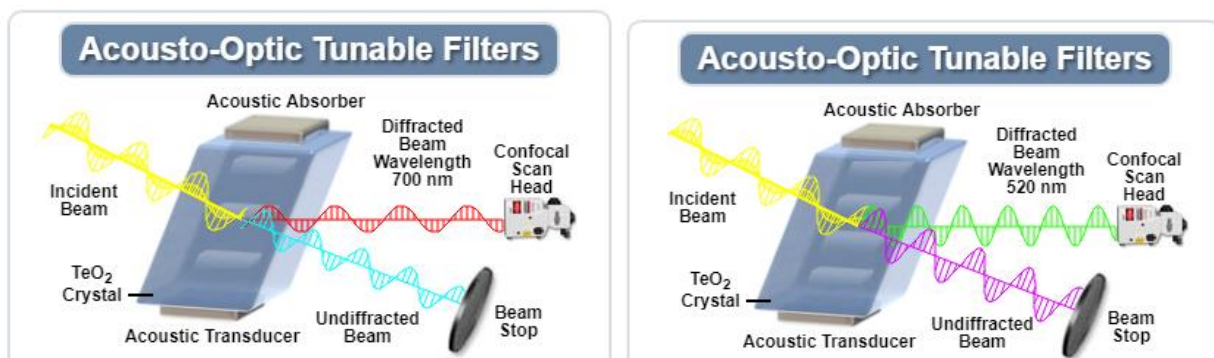 Acousto-Optic Tunable Filters
Acoustic Absorber
Diffracted
Beam
Wavelength
700 nm
Confocal
Scan
Head
Incident
Beam
TeO₂
Crystal
Acoustic Transducer
Undiffracted
Beam
Beam
Stop
Acousto-Optic Tunable Filters
Acoustic Absorber
Diffracted
Beam
Wavelength
520 nm
Confocal
Scan
Head
Incident
Beam
TeO₂
Crystal
Acoustic Transducer
Undiffracted
Beam
Beam
Stop